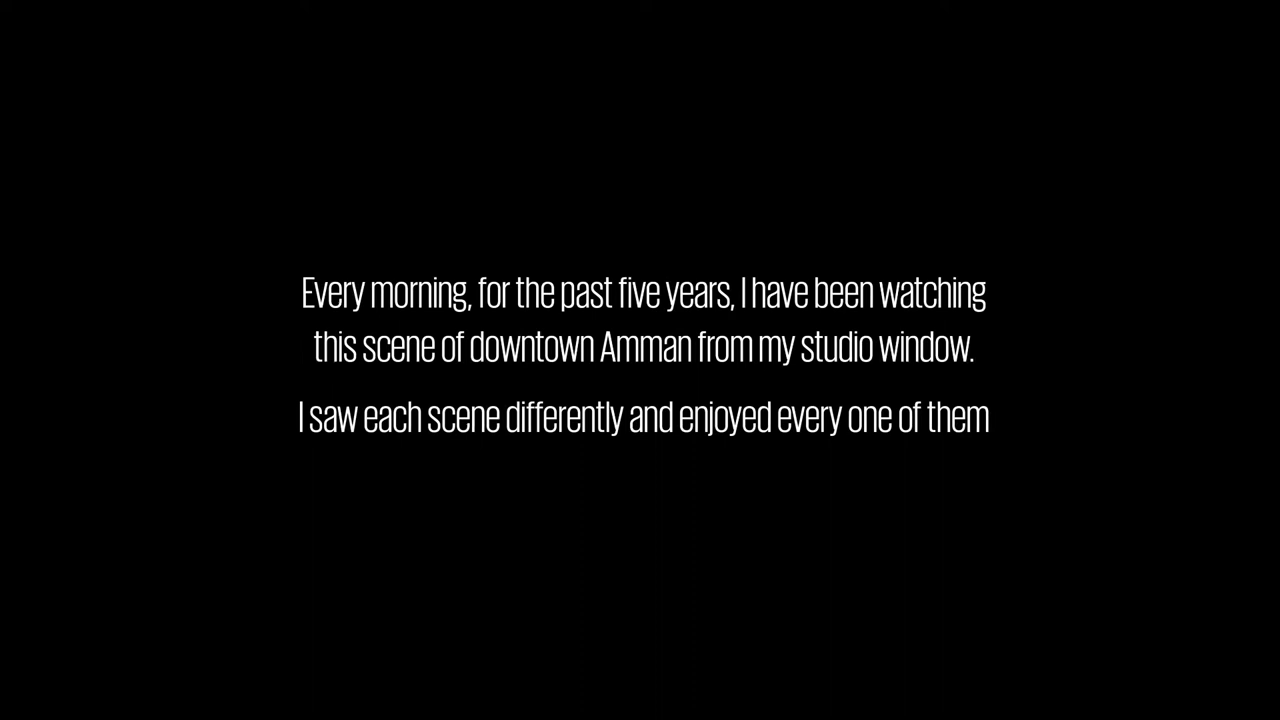 Every morning, for the past five years, I have been watching
this scene of downtown Amman from my studio window.
I saw each scene differently and enjoyed every one of them